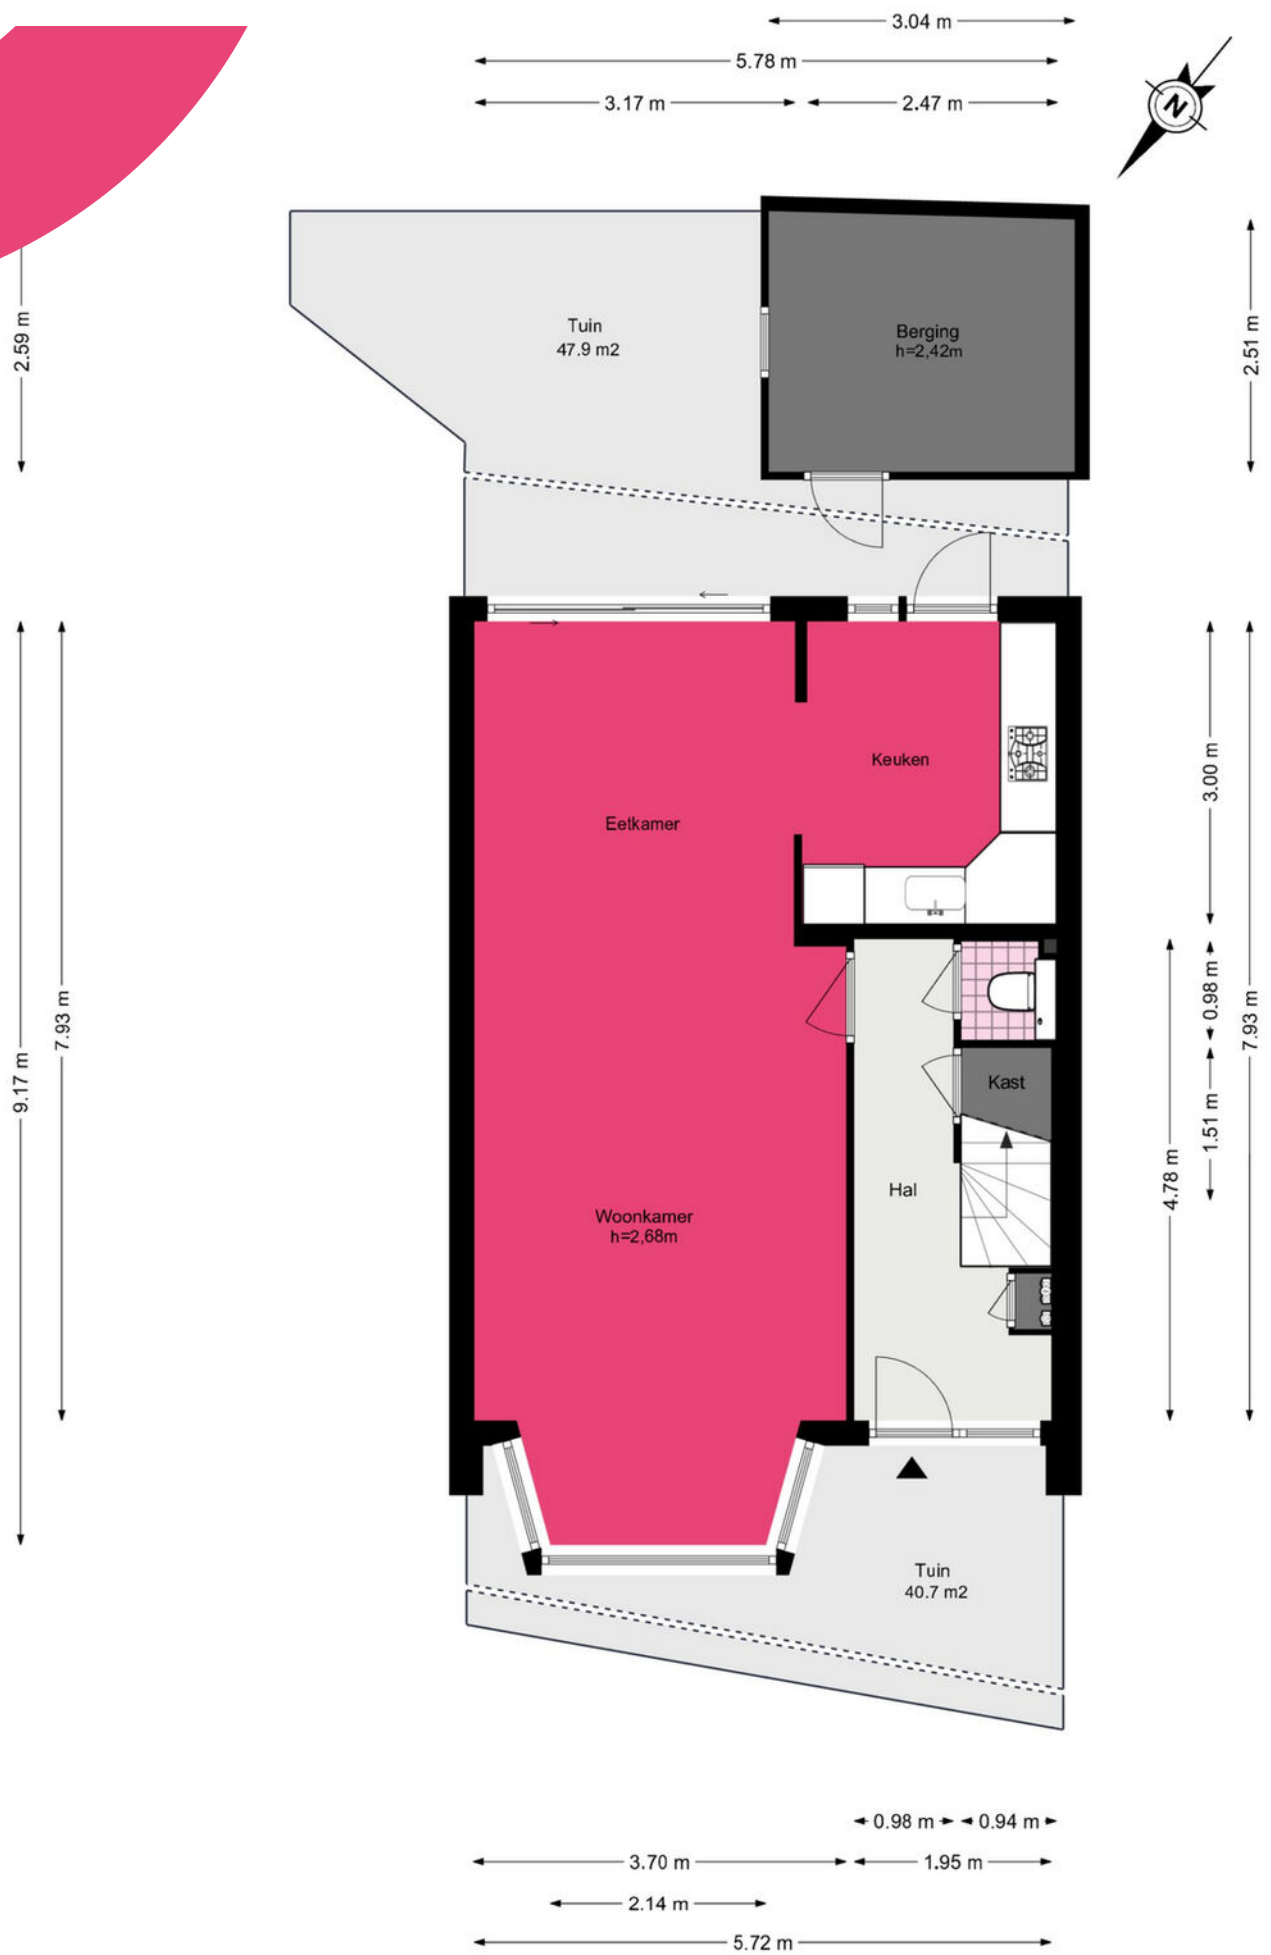 3.04 m
5.78 m
3.17 m
2.47 m
N
Tuin
47.9 m2
Berging
h=2,42m
2.59 m
2.51 m
Keuken
Eetkamer
3.00 m
7.93 m
9.17 m
0.98 m
7.93 m
Kast
1.51 m
4.78 m
Hal
Woonkamer
h=2,68m
Tuin
40.7 m2
0.98 m
0.94 m
3.70 m
1.95 m
2.14 m
5.72 m